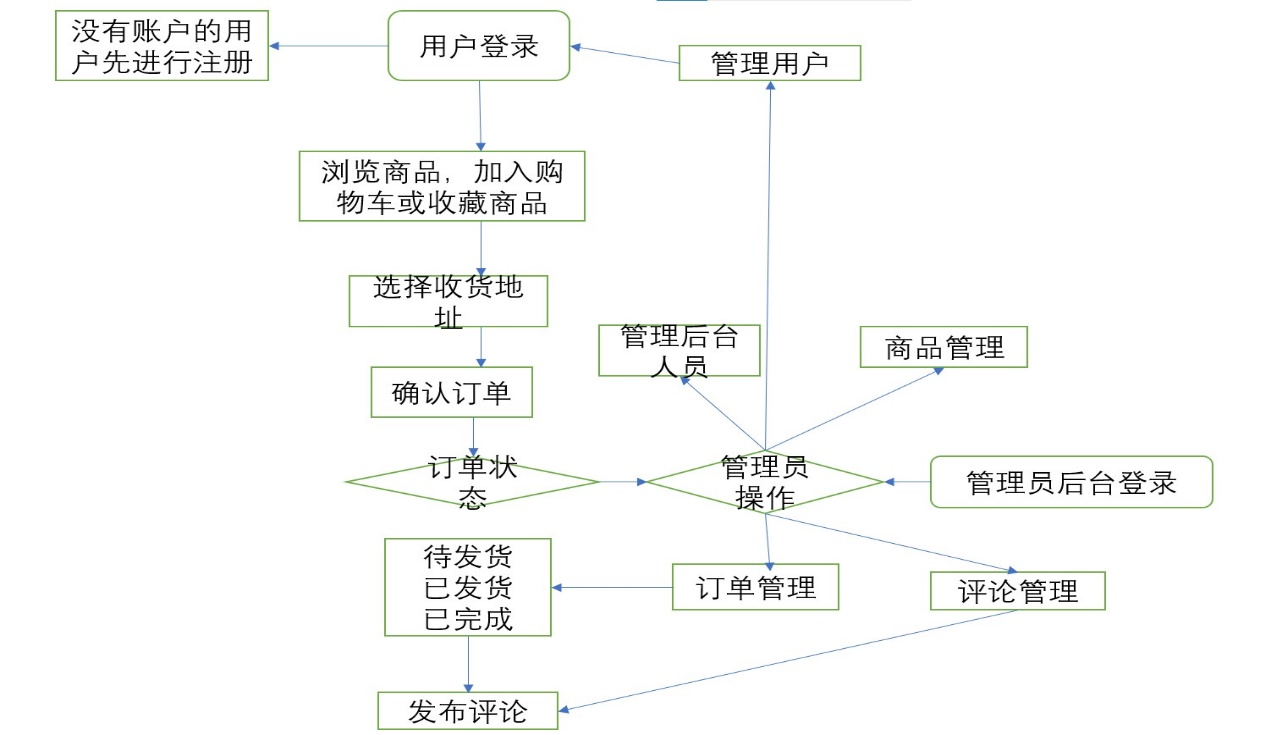 没有账户的用
户先进行注册
用户登录
管理用户
浏览商品，加入购
物车或收藏商品
选择收货地
址
管理后台
人员
商品管理
确认订单
订单状
态
管理员
操作
管理员后台登录
待发货
已发货
已完成
订单管理
评论管理
发布评论